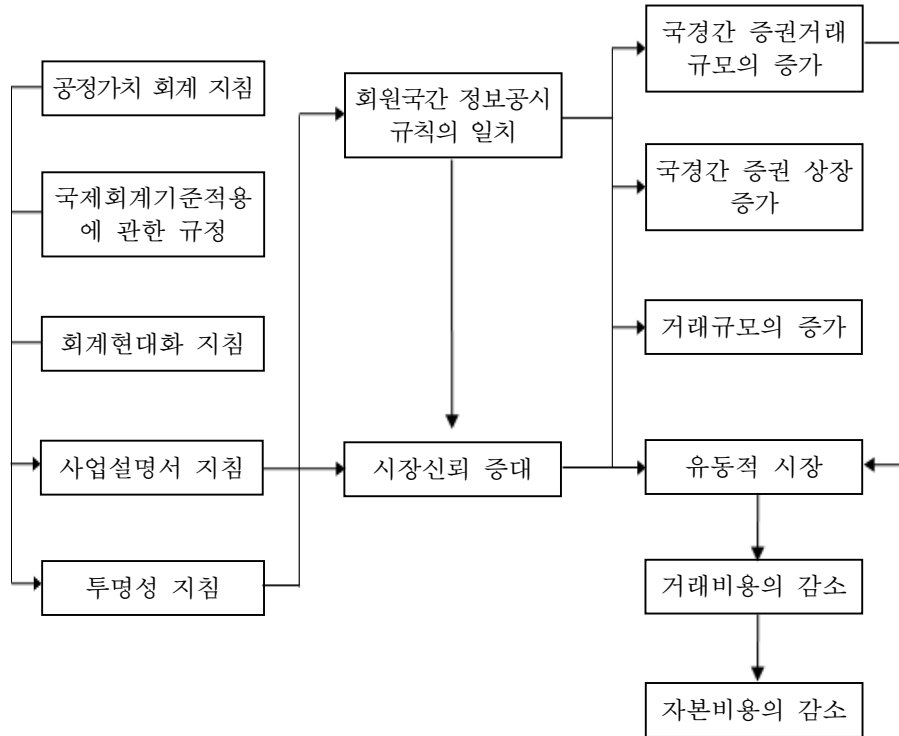 공정가치 회계 지침
국제회계기준적용
에 관한 규정
회계현대화 지침
사업설명서 지침
투명성 지침
회원국간 정보공시
규칙의 일치
시장신뢰 증대
국경간 증권거래
규모의 증가
국경간 증권 상장
증가
거래규모의 증가
유동적 시장
거래비용의 감소
자본비용의 감소